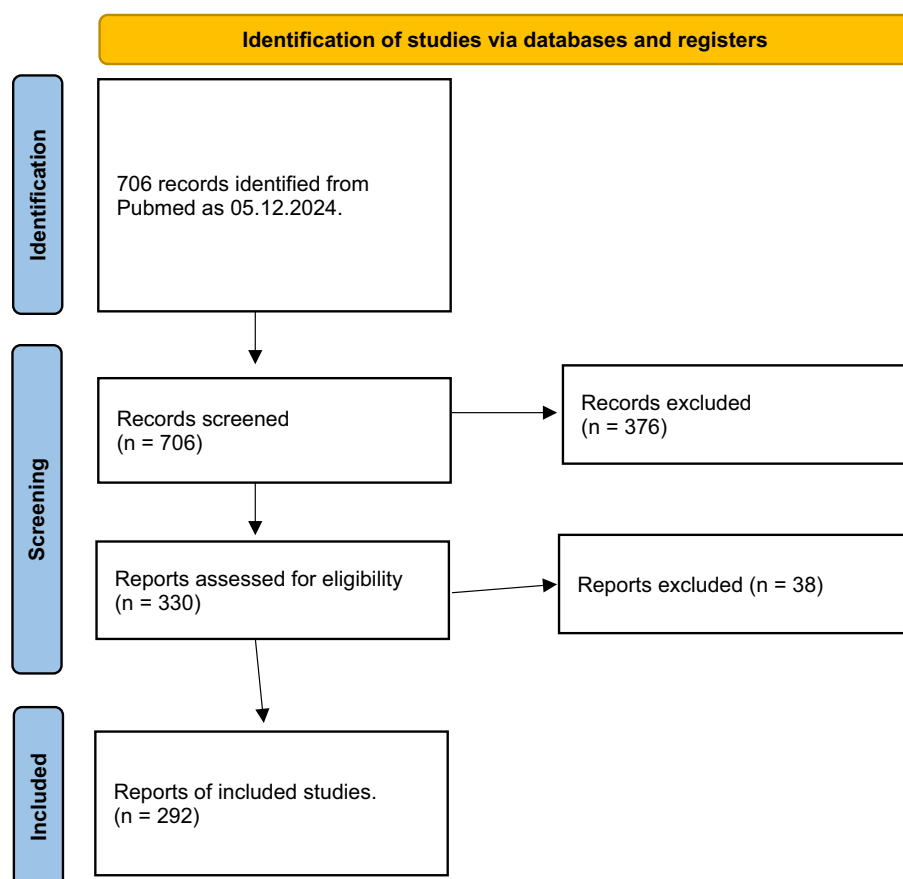 Identification of studies via databases and registers
Identification
706 records identified from
Pubmed as 05.12.2024.
Screening
Records screened
(n = 706)
Records excluded
(n = 376)
Reports assessed for eligibility
(n = 330)
Reports excluded (n = 38)
Included
Reports of included studies.
(n = 292)